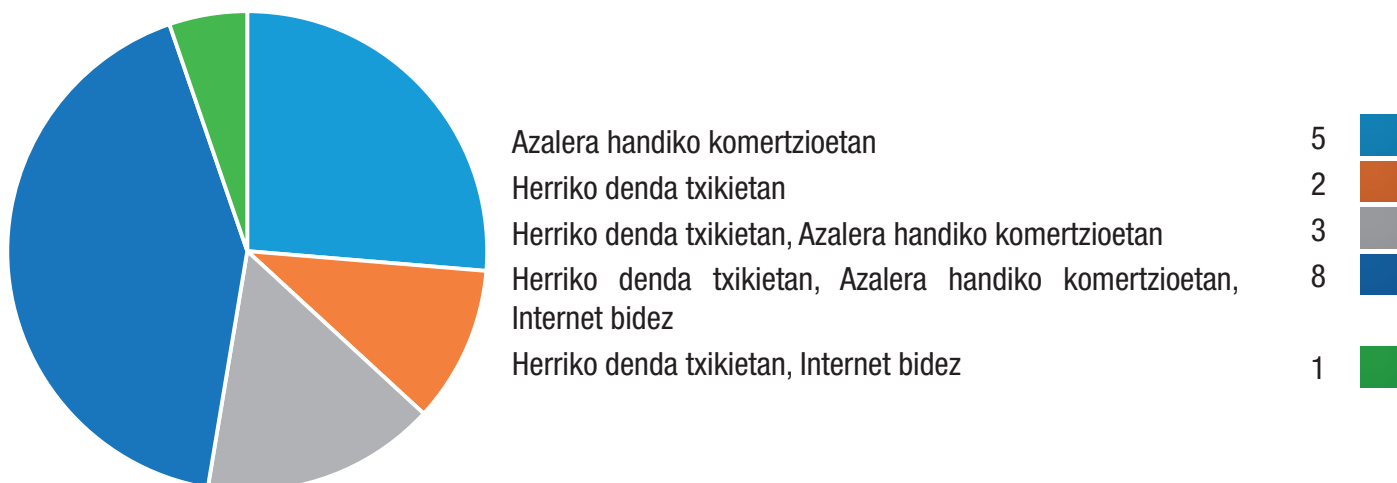 Azalera handiko komertzioetan 5
Herriko denda txikietan 2
Herriko denda txikietan, Azalera handiko komertzioetan 3
Herriko denda txikietan, Azalera handiko komertzioetan, 8
Internet bidez
Herriko denda txikietan, Internet bidez 1